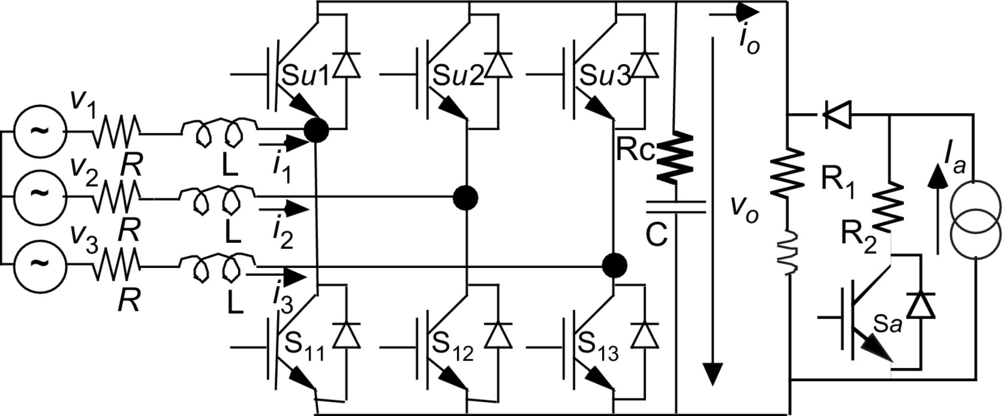 Su1 Su2 Su3
v1 R L i1
v2 R L i2
v3 R L i3
Rc C
io
vo
R1
R2
Ia
Sa
S11 S12 S13
~
~
~